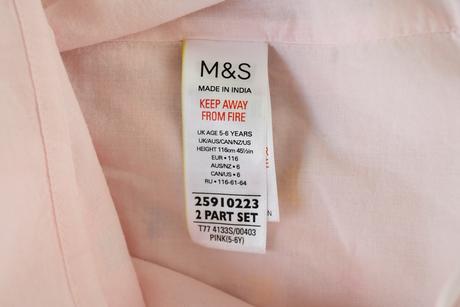 M&S
MADE IN INDIA
KEEP AWAY
FROM FIRE
UK AGE 5-6 YEARS
UK/AUS/CAN/NZ/US
HEIGHT 116cm 45½in
EUR • 116
AUS/NZ • 6
CAN/US • 6
RU • 116-61-64
25910223
2 PART SET
T77 4133S/00403
PINK(5-6Y)